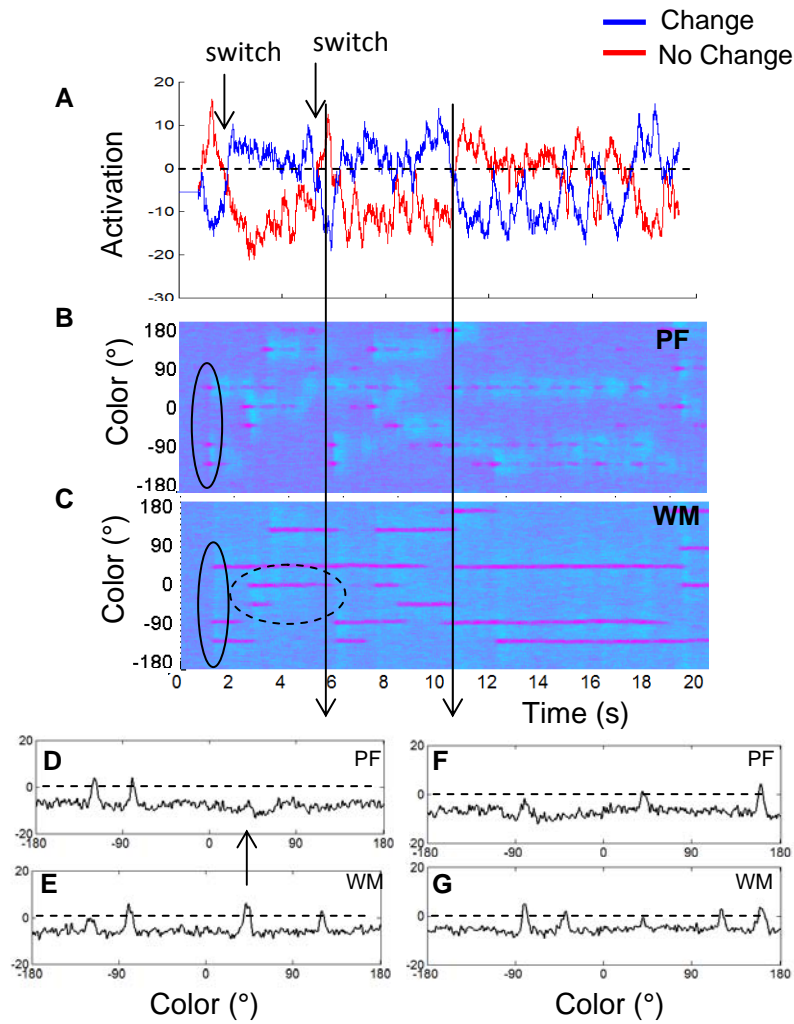 Change
No Change
switch
switch
A
20
10
0
-10
-20
-30
Activation
B
180
90
0
-90
-180
Color (°)
PF
C
180
90
0
-90
-180
Color (°)
WM
0 2 4 6 8 10 12 14 16 18 20
Time (s)
20
0
-20
D
PF
-180 -90 0 90 180
20
0
-20
F
PF
-180 -90 0 90 180
20
0
-20
E
WM
-180 -90 0 90 180
20
0
-20
G
WM
-180 -90 0 90 180
Color (°)
Color (°)